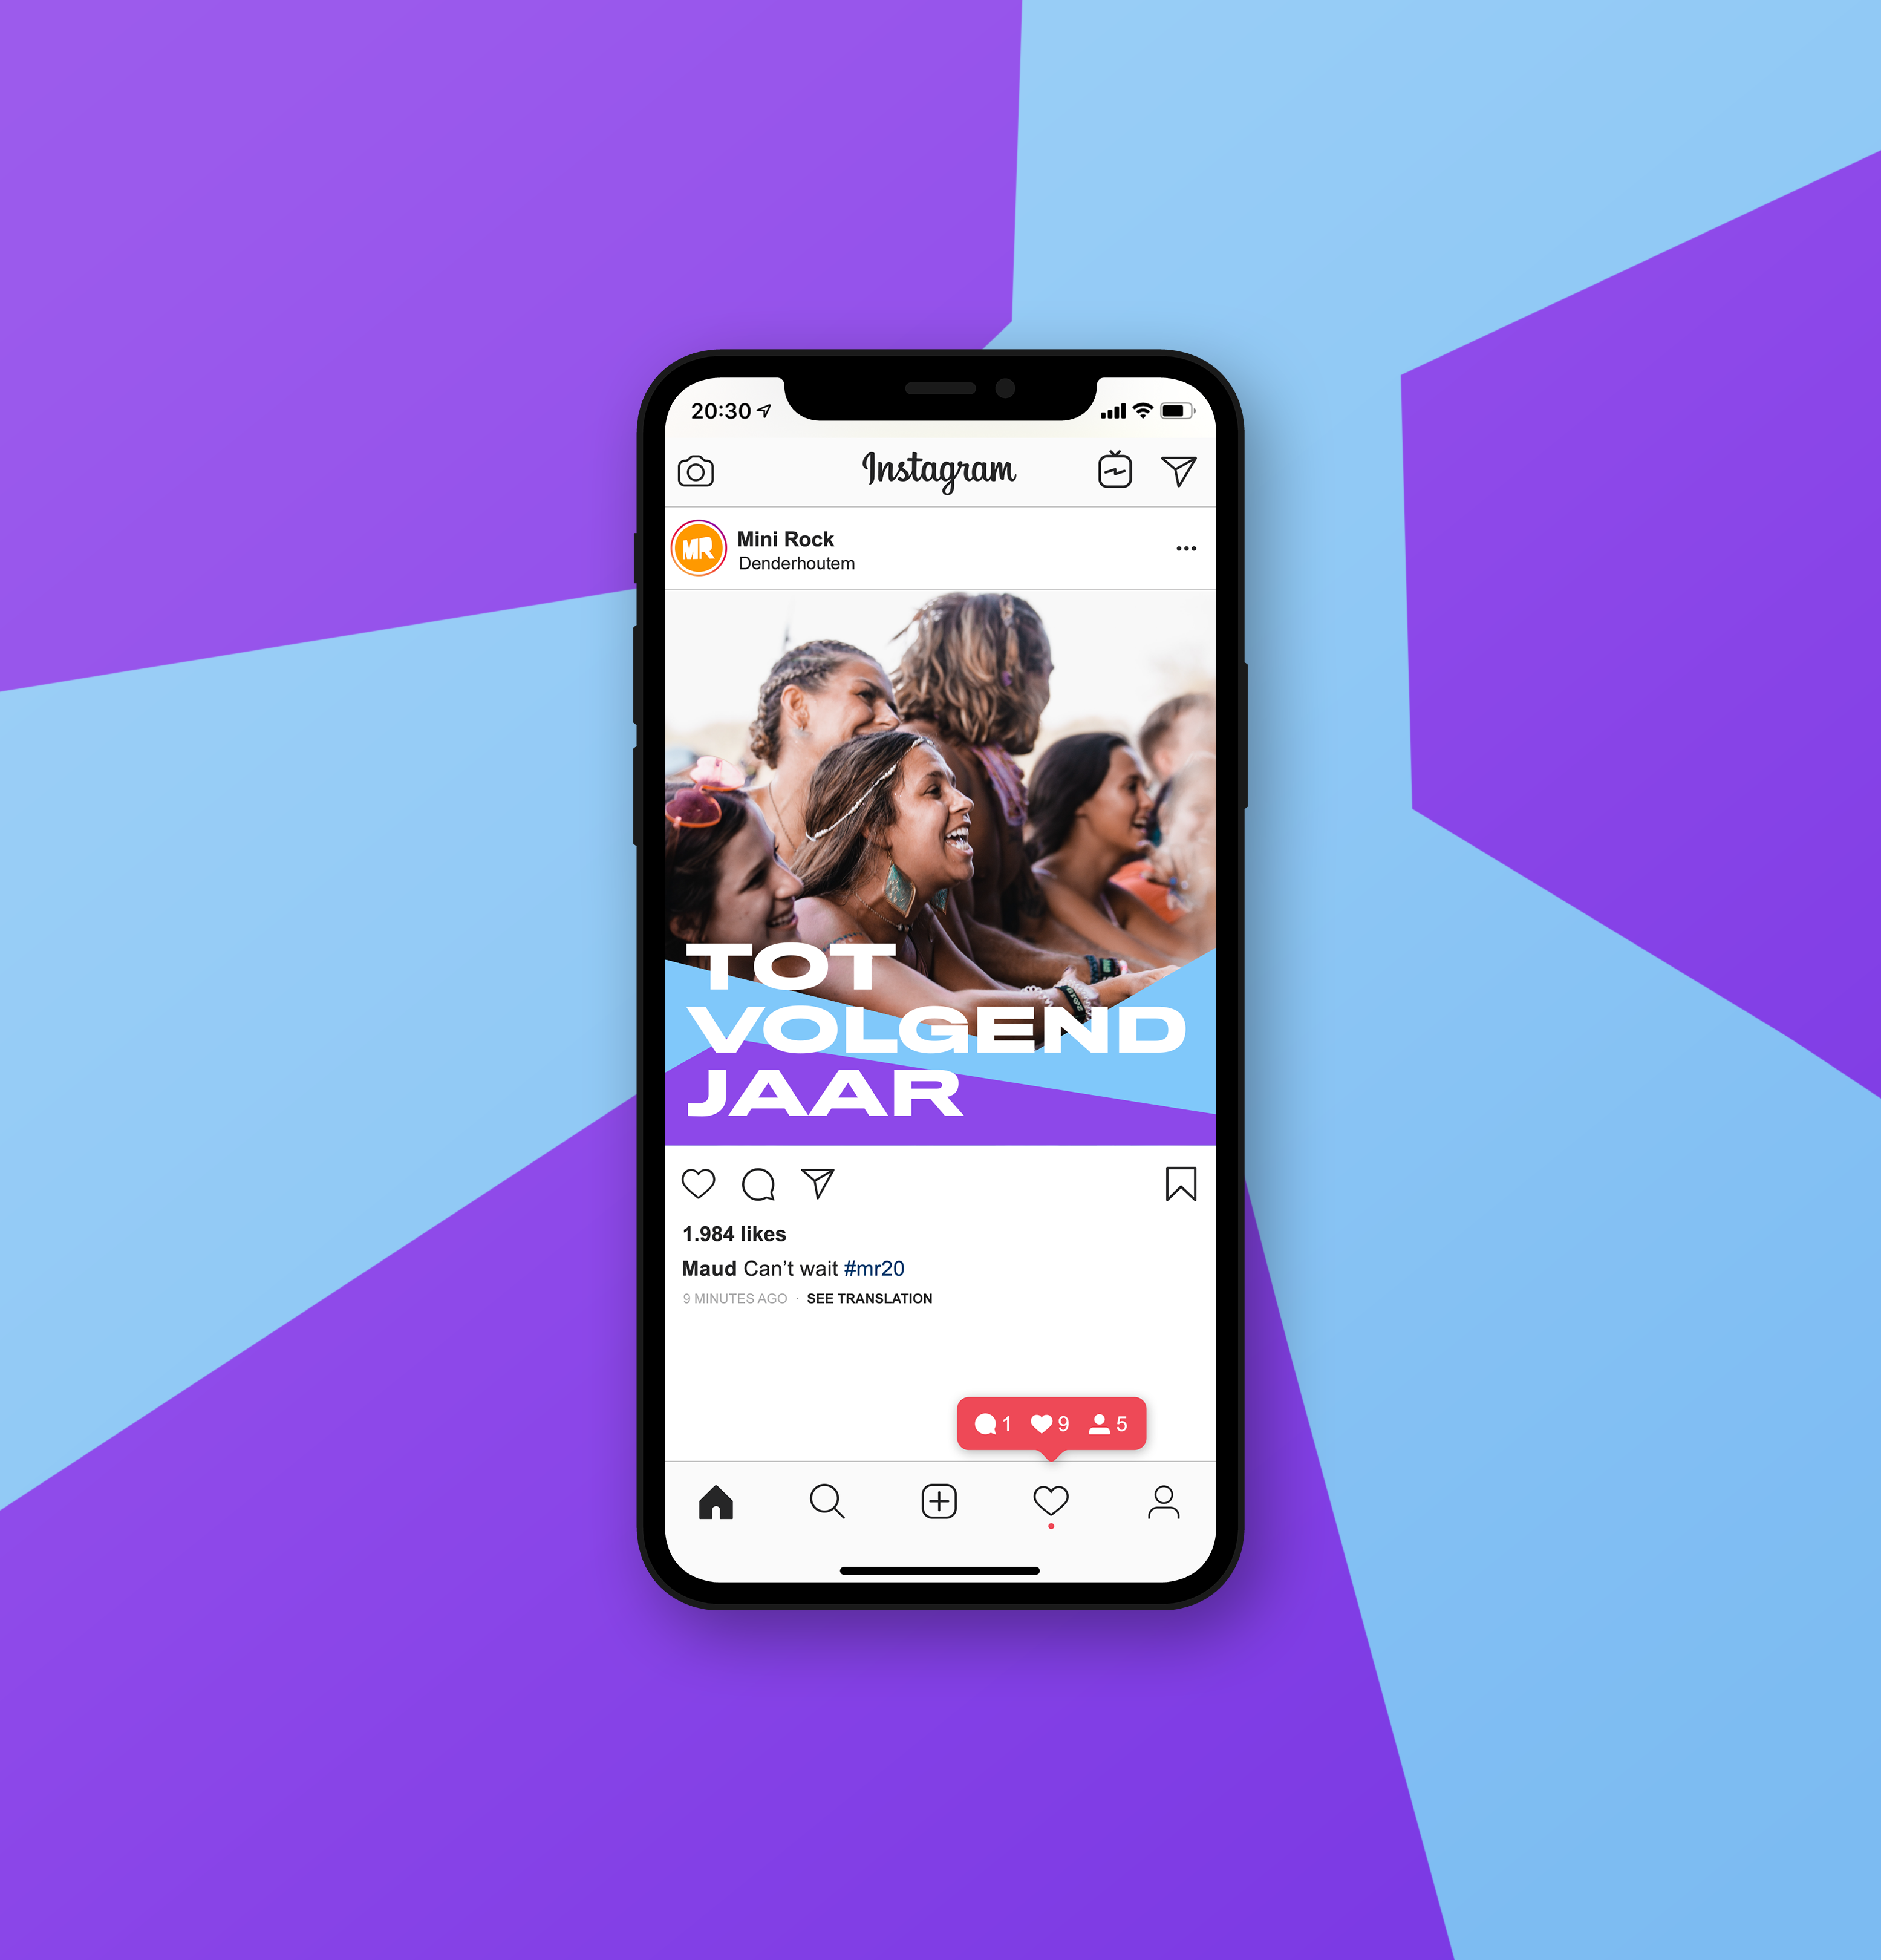 20:30
Instagram
MR
Mini Rock
Denderhoutem
TOT
VOLGEND
JAAR
1.984 likes
Maud Can’t wait #mr20
9 MINUTES AGO · SEE TRANSLATION
1 9 5